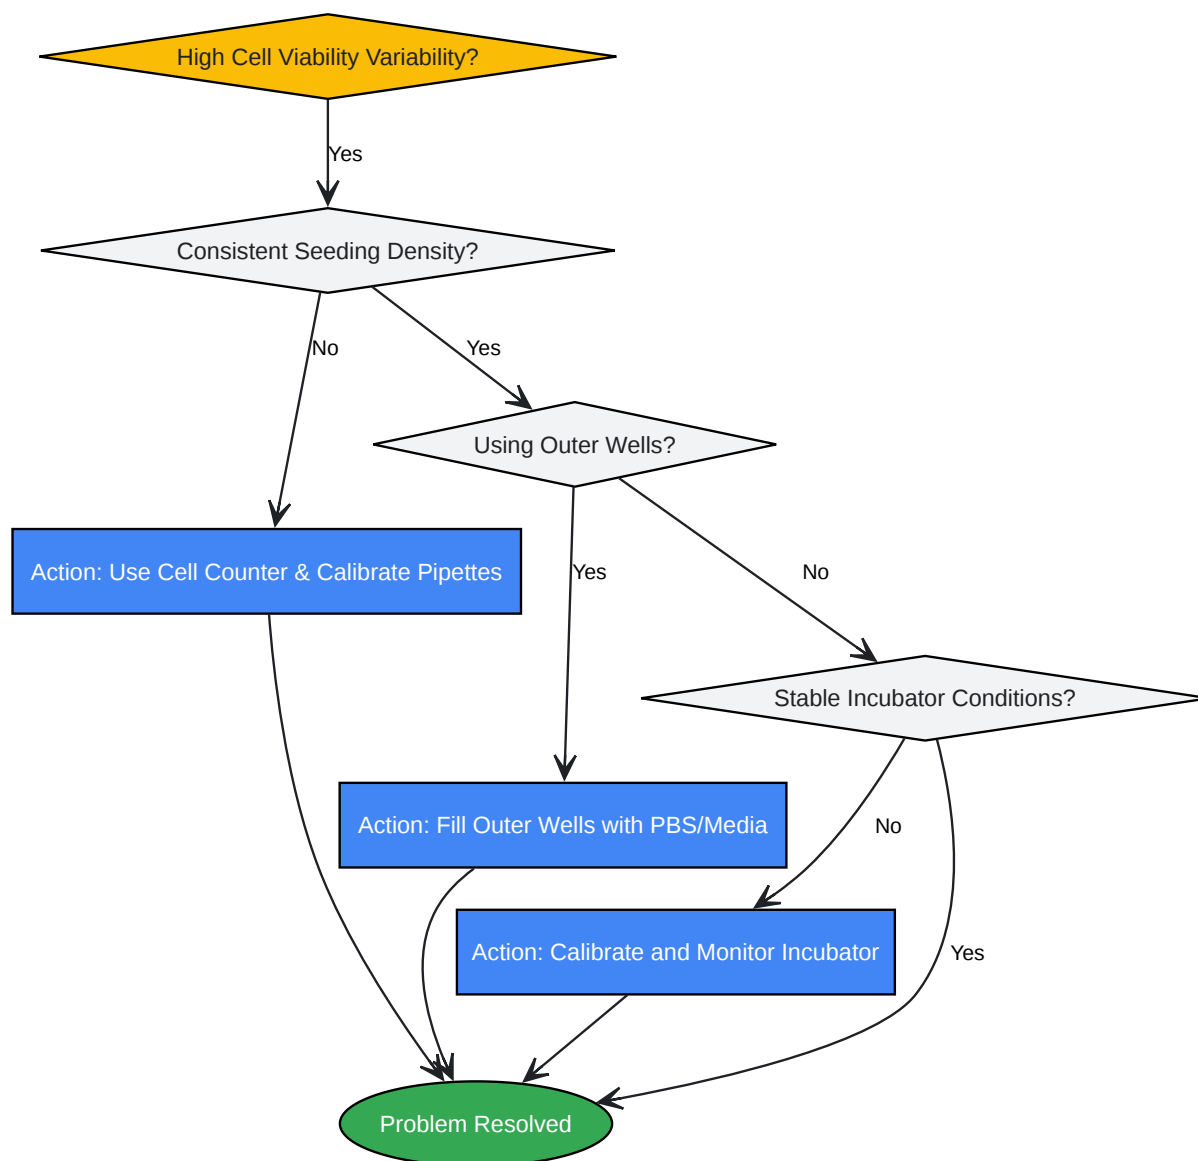 High Cell Viability Variability?
Yes
Consistent Seeding Density?
No
Yes
Using Outer Wells?
Action: Use Cell Counter & Calibrate Pipettes
Yes
No
Stable Incubator Conditions?
Action: Fill Outer Wells with PBS/Media
No
Action: Calibrate and Monitor Incubator
Yes
Problem Resolved